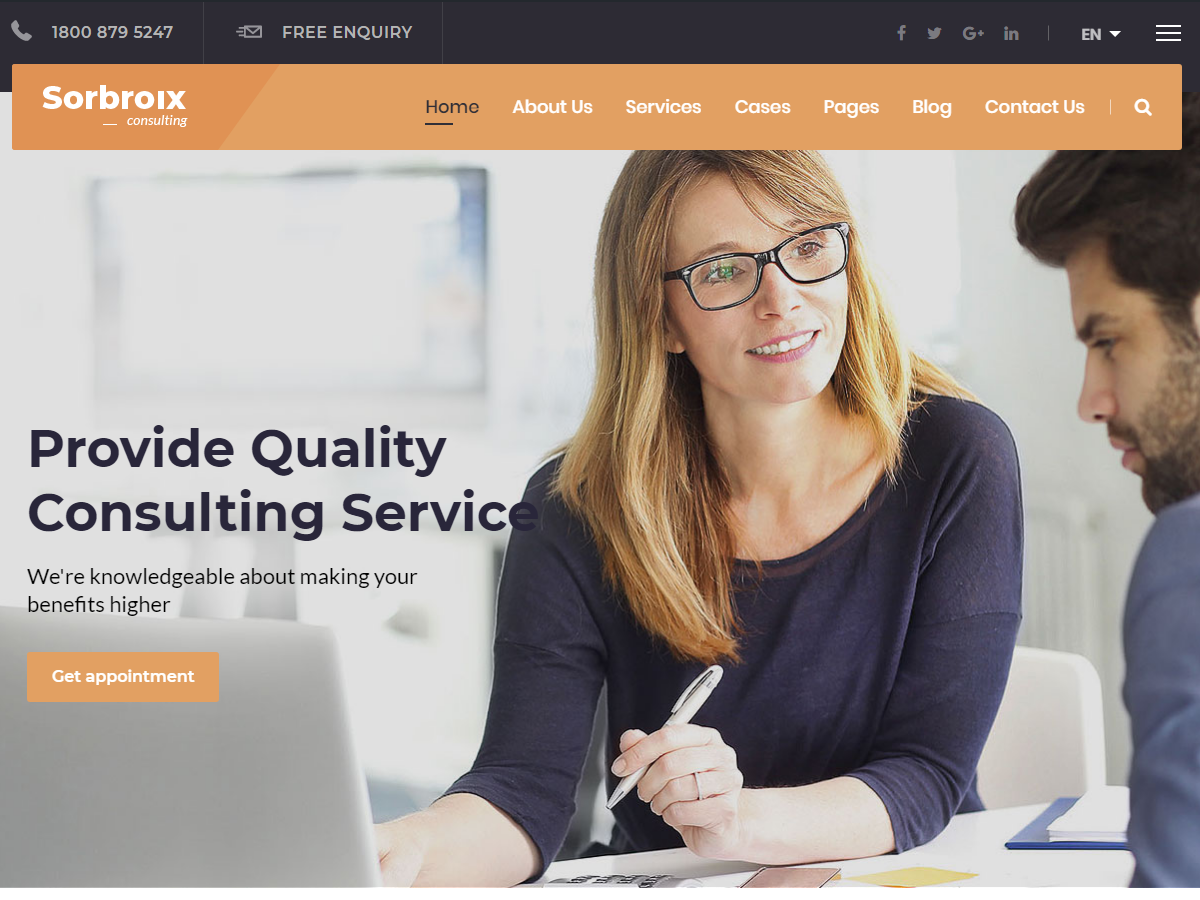 1800 879 5247
FREE ENQUIRY
EN
Sorbroix
consulting
Home
About Us
Services
Cases
Pages
Blog
Contact Us
Provide Quality
Consulting Service
We're knowledgeable about making your
benefits higher
Get appointment